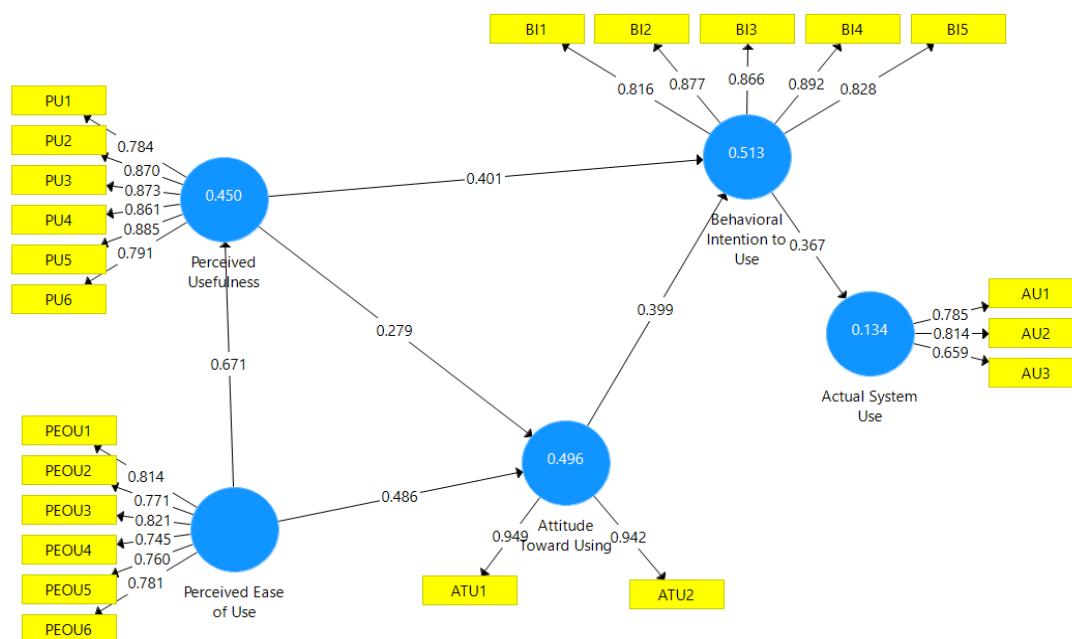 BI1
BI2
BI3
BI4
BI5
0.816
0.877
0.866
0.892
0.828
PU1
PU2
PU3
PU4
PU5
PU6
0.784
0.870
0.873
0.861
0.885
0.791
0.450
Perceived
Usefulness
0.401
0.513
Behavioral
Intention to
Use
0.367
0.279
0.399
0.671
AU1
AU2
AU3
0.785
0.814
0.659
0.134
Actual System
Use
PEOU1
PEOU2
PEOU3
PEOU4
PEOU5
PEOU6
0.814
0.771
0.821
0.745
0.760
0.781
Perceived Ease
of Use
0.486
0.496
Attitude
Toward Using
0.949
0.942
ATU1
ATU2